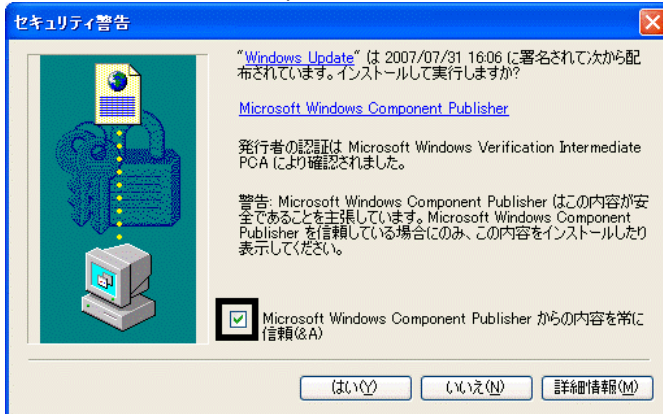 セキュリティ警告
"Windows Update" は 2007/07/31 16:06 に署名されて次から配
布されています。インストールして実行しますか?
Microsoft Windows Component Publisher
発行者の認証は Microsoft Windows Verification Intermediate
PCA により確認されました。
警告: Microsoft Windows Component Publisher はこの内容が安
全であることを主張しています。Microsoft Windows Component
Publisher を信頼している場合にのみ、この内容をインストールしたり
表示してください。
Microsoft Windows Component Publisher からの内容を常に
信頼(&A)
はい(Y) いいえ(N) 詳細情報(M)